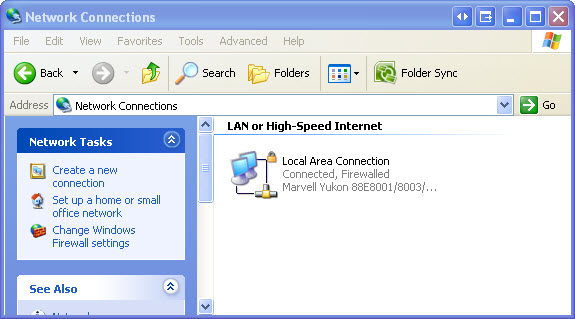 Network Connections
File Edit View Favorites Tools Advanced Help
Back Search Folders Folder Sync
Address Network Connections Go
Network Tasks
Create a new
connection
Set up a home or small
office network
Change Windows
Firewall settings
See Also
LAN or High-Speed Internet
Local Area Connection
Connected, Firewalled
Marvell Yukon 88E8001/8003/...